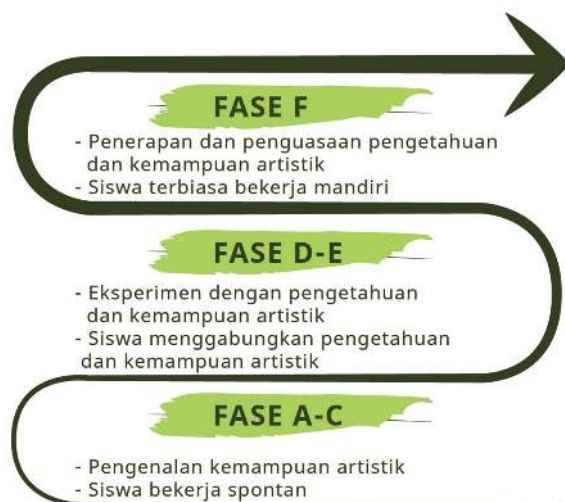 FASE F
- Penerapan dan penguasaan pengetahuan
dan kemampuan artistik
- Siswa terbiasa bekerja mandiri
FASE D-E
- Eksperimen dengan pengetahuan
dan kemampuan artistik
- Siswa menggabungkan pengetahuan
dan kemampuan artistik
FASE A-C
- Pengenalan kemampuan artistik
- Siswa bekerja spontan